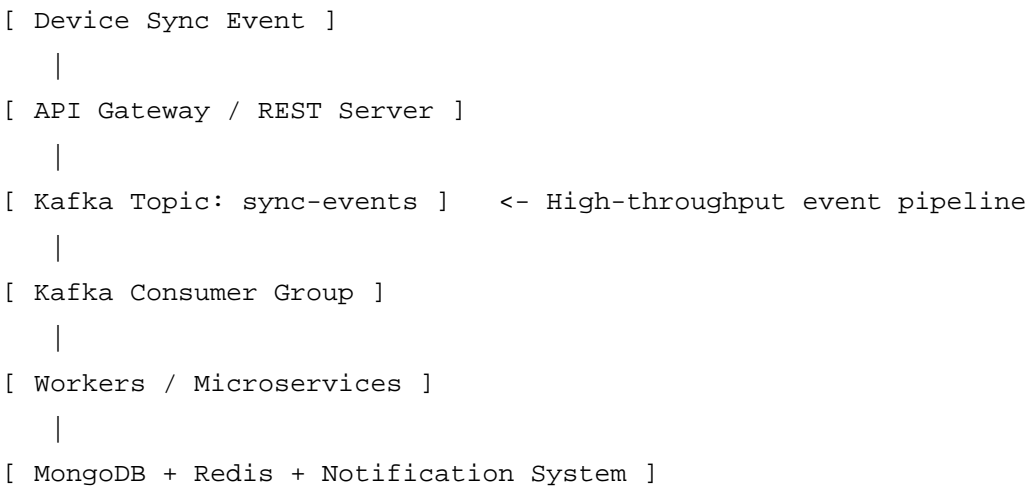 [ Device Sync Event ]
|
[ API Gateway / REST Server ]
|
[ Kafka Topic: sync-events ]   <- High-throughput event pipeline
|
[ Kafka Consumer Group ]
|
[ Workers / Microservices ]
|
[ MongoDB + Redis + Notification System ]